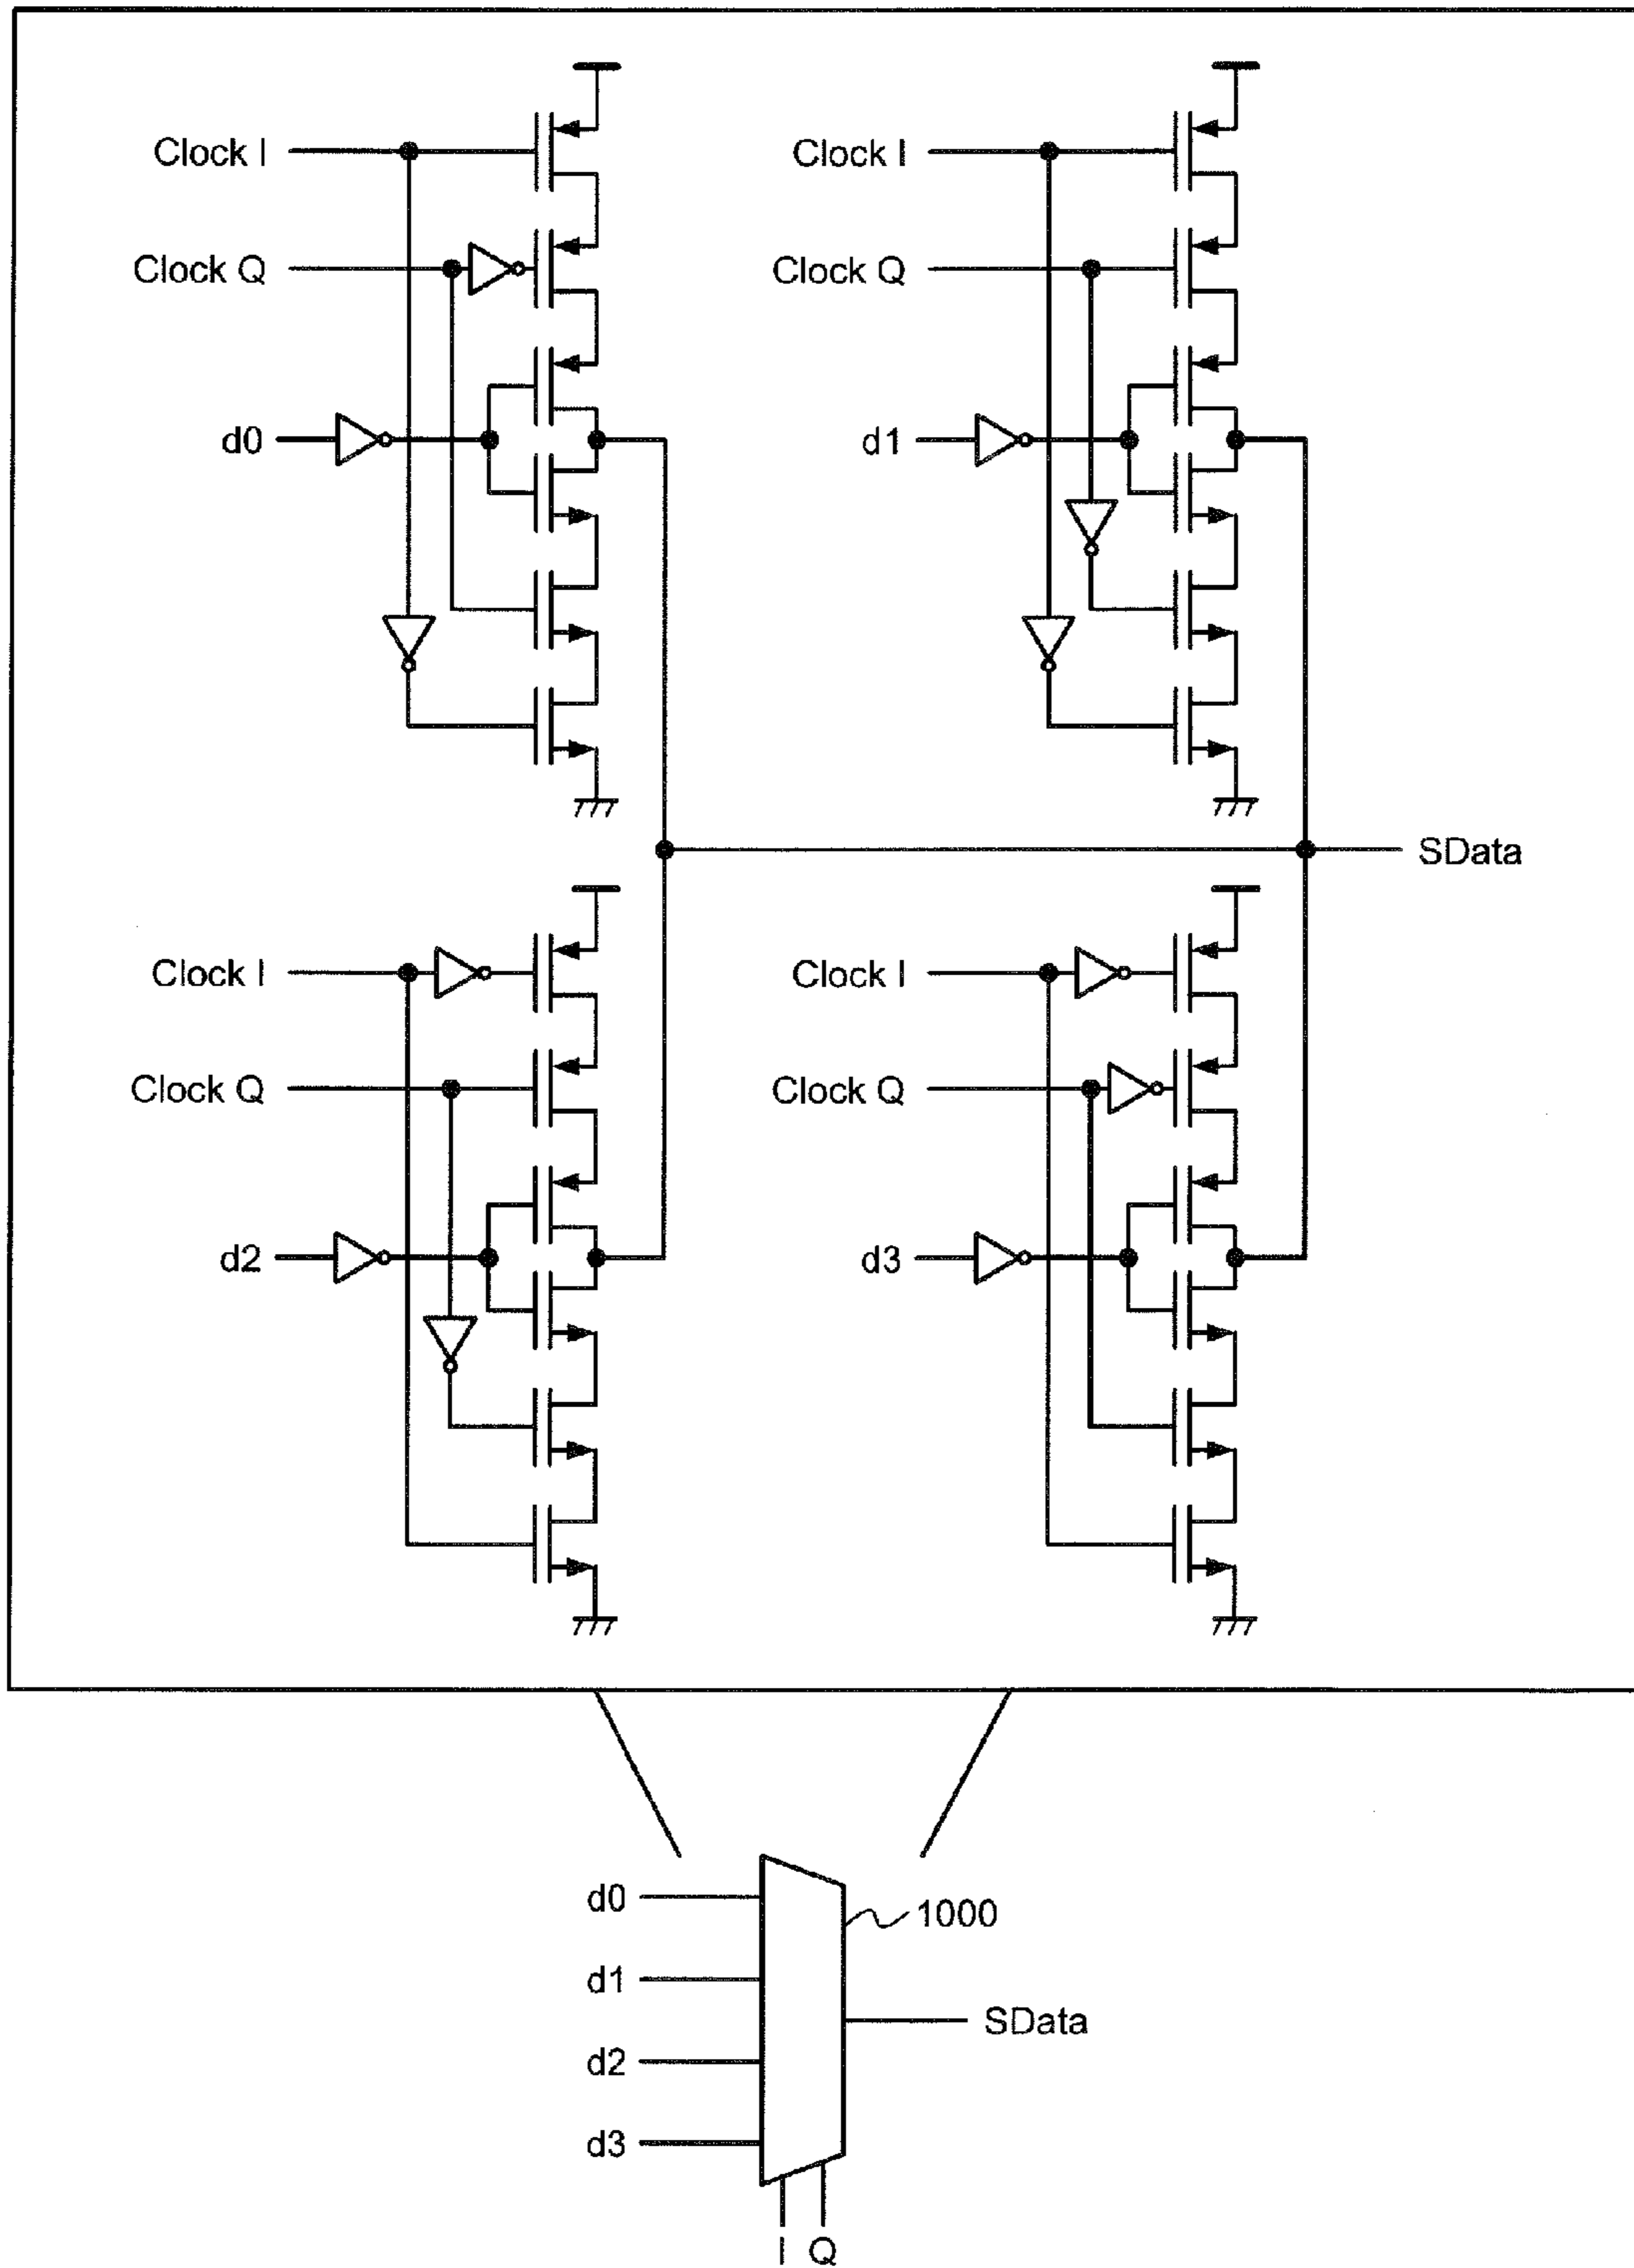 Clock I
Clock I
Clock Q
Clock Q
d0
d1
SData
Clock I
Clock I
Clock Q
Clock Q
d2
d3
d0
1000
d1
SData
d2
d3
I Q